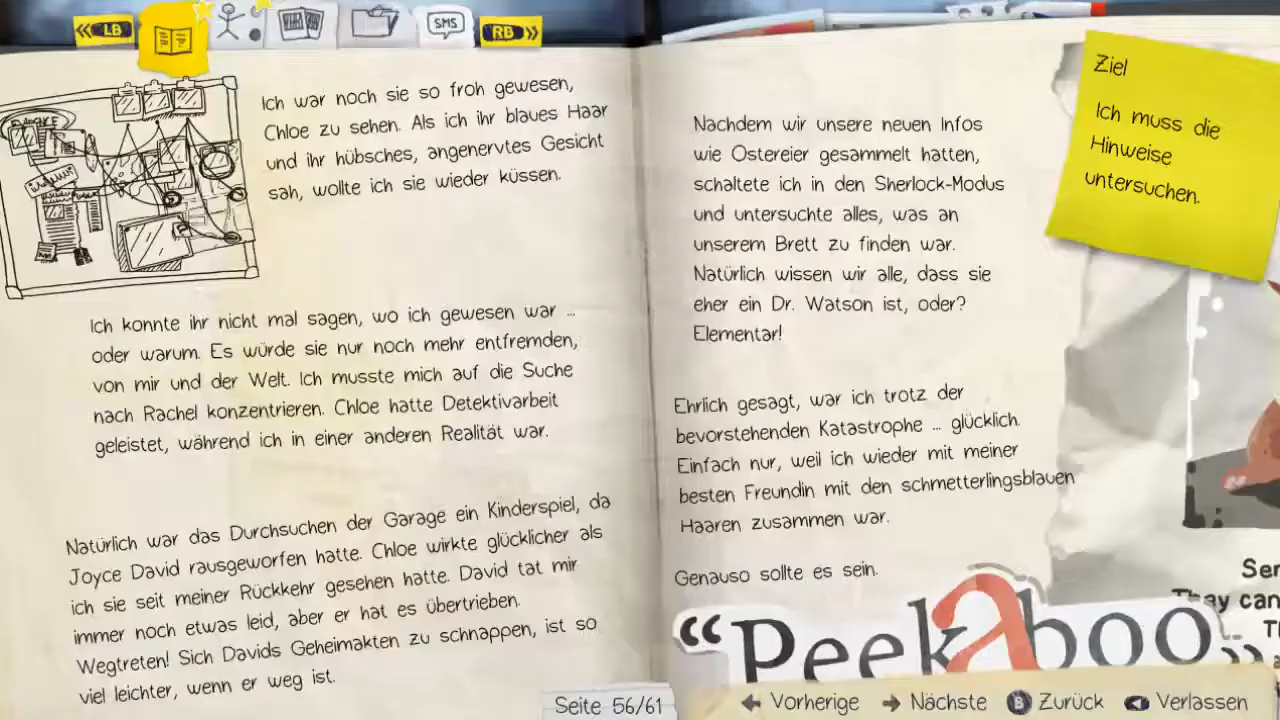 LB
SMS
RB
Ich war noch sie so froh gewesen,
Chloe zu sehen. Als ich ihr blaues Haar
und ihr hübsches, angenervtes Gesicht
sah, wollte ich sie wieder küssen.
Ich konnte ihr nicht mal sagen, wo ich gewesen war ...
oder warum. Es würde sie nur noch mehr entfremden,
von mir und der Welt. Ich musste mich auf die Suche
nach Rachel konzentrieren. Chloe hatte Detektivarbeit
geleistet, während ich in einer anderen Realität war.
Natürlich war das Durchsuchen der Garage ein Kinderspiel, da
Joyce David rausgeworfen hatte. Chloe wirkte glücklicher als
ich sie seit meiner Rückkehr gesehen hatte. David tat mir
immer noch etwas leid, aber er hat es übertrieben.
Wegtreten! Sich Davids Geheimakten zu schnappen, ist so
viel leichter, wenn er weg ist.
Nachdem wir unsere neuen Infos
wie Ostereier gesammelt hatten,
schaltete ich in den Sherlock-Modus
und untersuchte alles, was an
unserem Brett zu finden war.
Natürlich wissen wir alle, dass sie
eher ein Dr. Watson ist, oder?
Elementar!
Ehrlich gesagt, war ich trotz der
bevorstehenden Katastrophe ... glücklich.
Einfach nur, weil ich wieder mit meiner
besten Freundin mit den schmetterlingsblauen
Haaren zusammen war.
Genauso sollte es sein.
Ziel
Ich muss die
Hinweise
untersuchen.
“Peekaboo...”
They can
Seite 56/61
Vorherige
Nächste
B Zurück
Verlassen